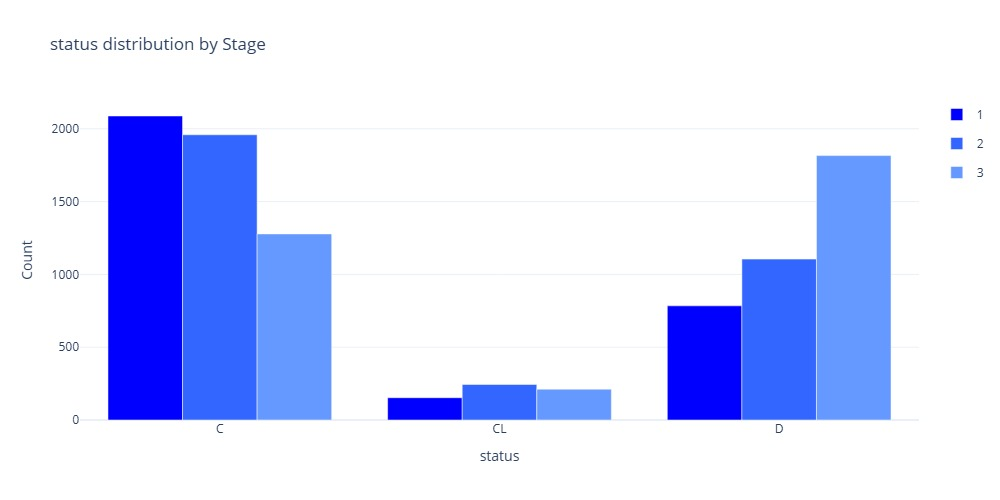 status distribution by Stage
1
2
3
2000
1500
1000
500
0
Count
C
CL
D
status